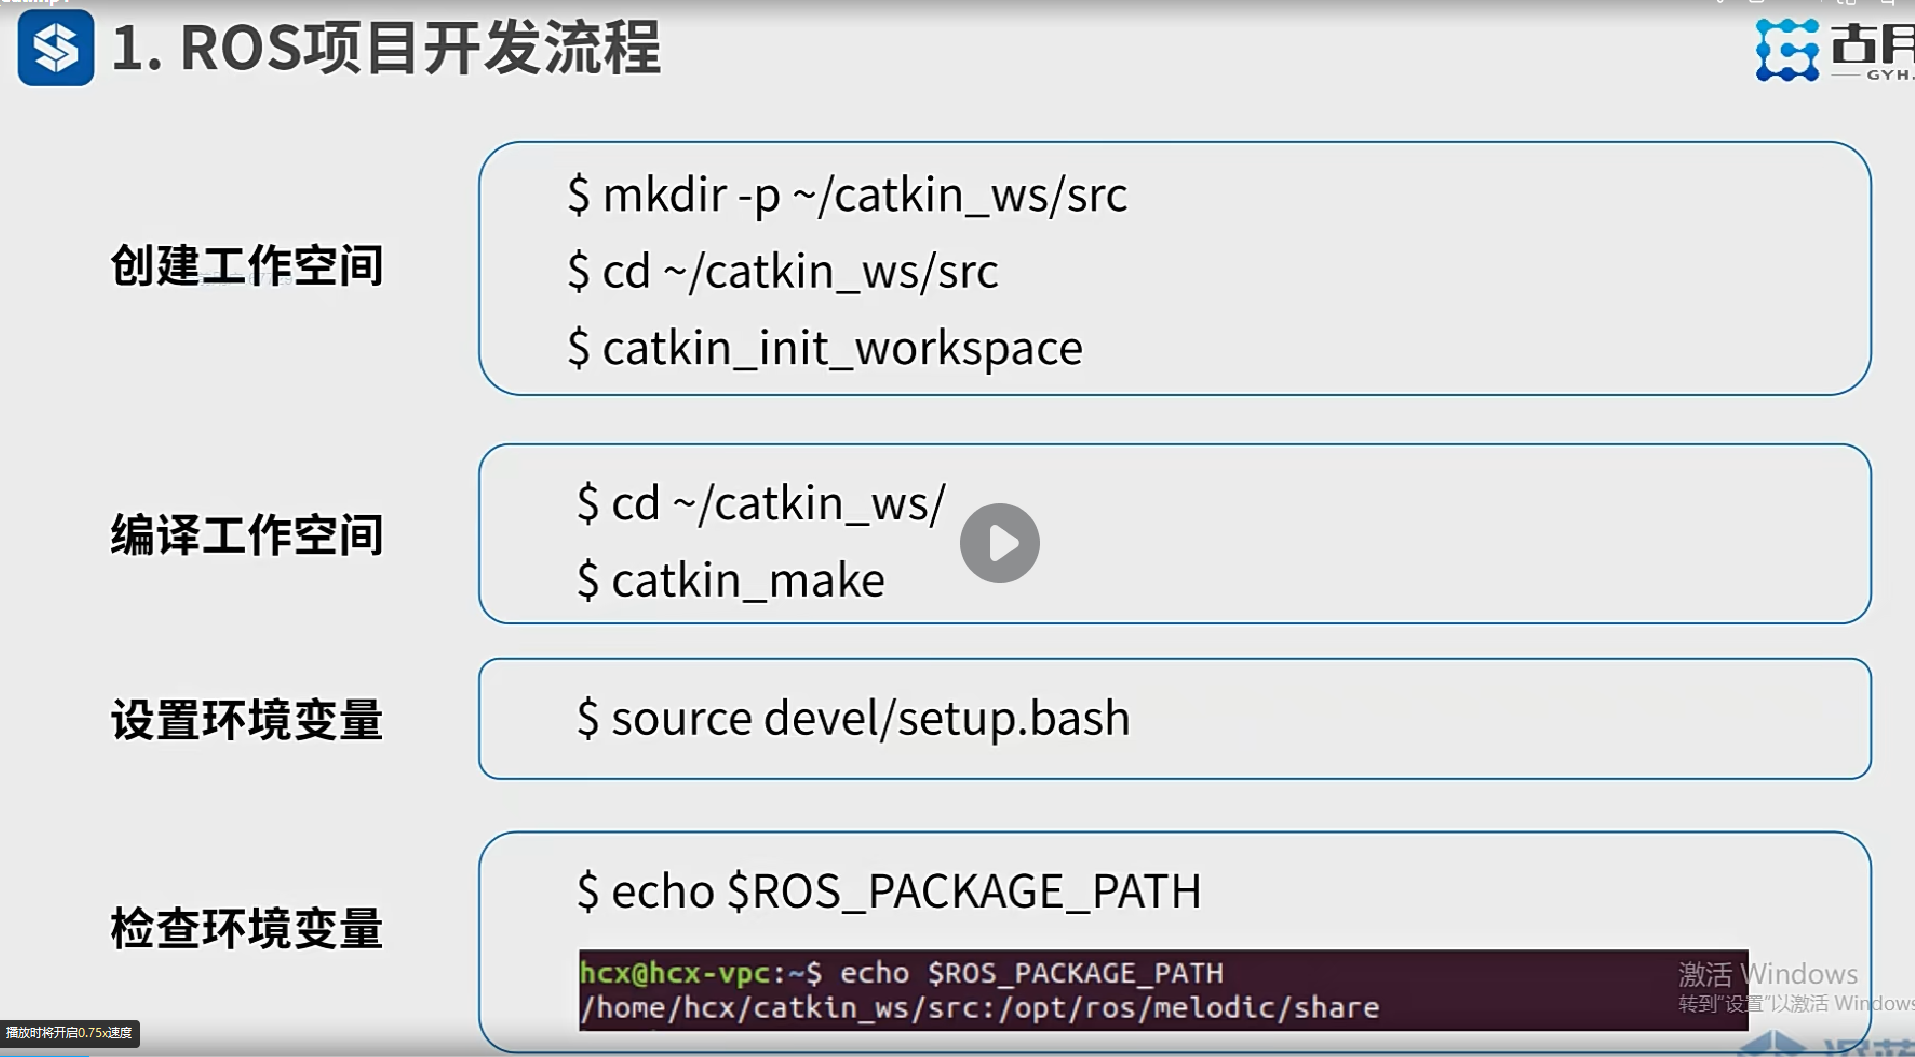 1. ROS项目开发流程
GYH.
创建工作空间
$ mkdir -p ~/catkin_ws/src
$ cd ~/catkin_ws/src
$ catkin_init_workspace
编译工作空间
$ cd ~/catkin_ws/
$ catkin_make
设置环境变量
$ source devel/setup.bash
检查环境变量
$ echo $ROS_PACKAGE_PATH
hcx@hcx-vpc:~$ echo $ROS_PACKAGE_PATH
/home/hcx/catkin_ws/src:/opt/ros/melodic/share
激活 Windows
转到“设置”以激活 Windows
播放时将开启0.75x速度